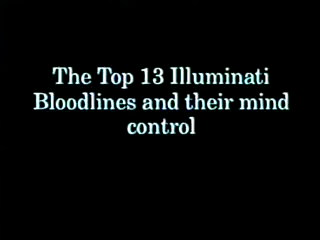 The Top 13 Illuminati
Bloodlines and their mind
control